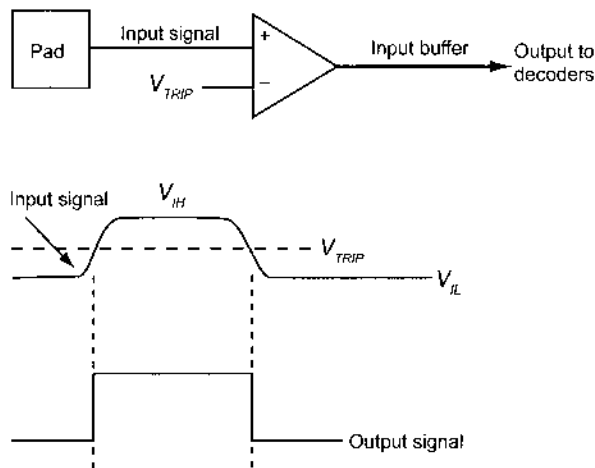 Pad
Input signal
+
V_TRIP
−
Input buffer
Output to
decoders
Input signal
V_IH
V_TRIP
V_IL
Output signal